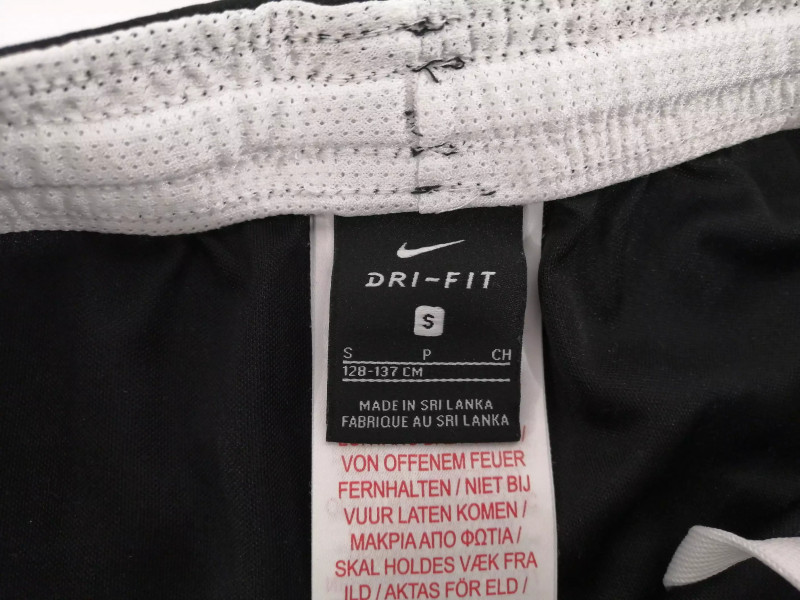 DRI-FIT
S
S P CH
128-137 CM
MADE IN SRI LANKA
FABRIQUE AU SRI LANKA
VON OFFENEM FEUER
FERNHALTEN / NIET BIJ
VUUR LATEN KOMEN /
ΜΑΚΡΙΑ ΑΠΟ ΦΩΤΙΑ /
SKAL HOLDES VÆK FRA
ILD / AKTAS FÖR ELD /